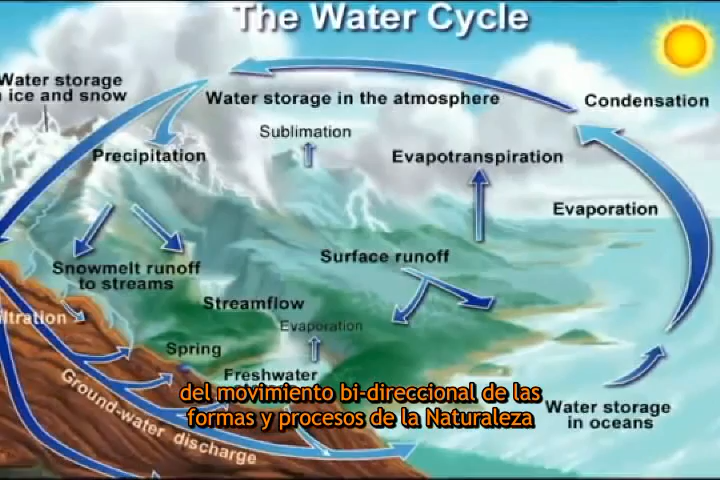 The Water Cycle
Water storage
ice and snow
Water storage in the atmosphere
Condensation
Sublimation
Precipitation
Evapotranspiration
Evaporation
Surface runoff
Snowmelt runoff
to streams
Streamflow
Evaporation
Spring
Freshwater
Ground-water discharge
Water storage
in oceans
del movimiento bi-direccional de las
formas y procesos de la Naturaleza